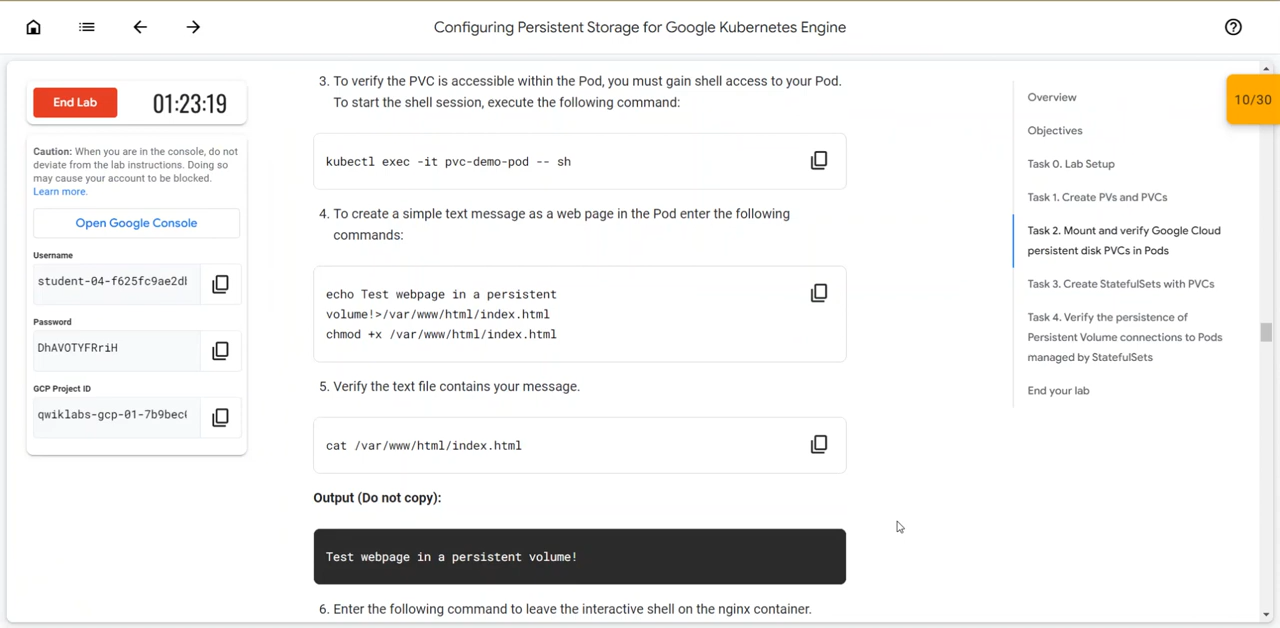 Configuring Persistent Storage for Google Kubernetes Engine
End Lab
01:23:19
Caution: When you are in the console, do not
deviate from the lab instructions. Doing so
may cause your account to be blocked.
Learn more.
Open Google Console
Username
student-04-f625fc9ae2dl
Password
DhAVOTYFRriH
GCP Project ID
qwiklabs-gcp-01-7b9bec
3. To verify the PVC is accessible within the Pod, you must gain shell access to your Pod.
To start the shell session, execute the following command:
kubectl exec -it pvc-demo-pod -- sh
4. To create a simple text message as a web page in the Pod enter the following
commands:
echo Test webpage in a persistent
volume!>/var/www/html/index.html
chmod +x /var/www/html/index.html
5. Verify the text file contains your message.
cat /var/www/html/index.html
Output (Do not copy):
Test webpage in a persistent volume!
6. Enter the following command to leave the interactive shell on the nginx container.
Overview
Objectives
Task 0. Lab Setup
Task 1. Create PVs and PVCs
Task 2. Mount and verify Google Cloud
persistent disk PVCs in Pods
Task 3. Create StatefulSets with PVCs
Task 4. Verify the persistence of
Persistent Volume connections to Pods
managed by StatefulSets
End your lab
10/30